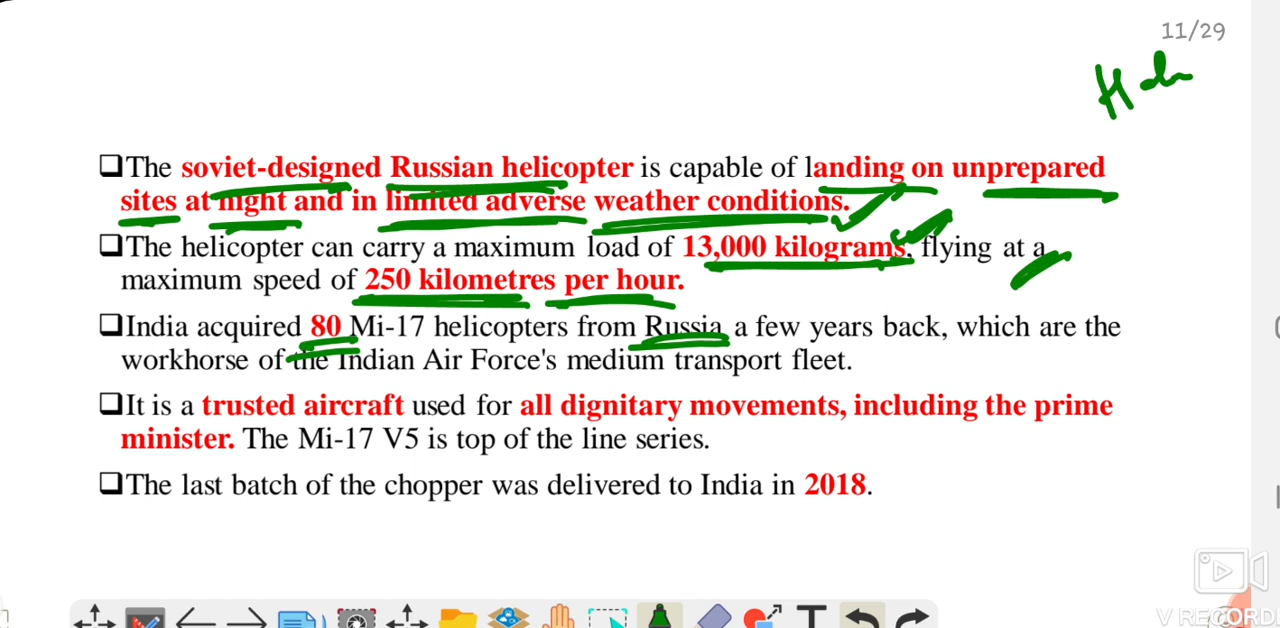 11/29
❑The soviet-designed Russian helicopter is capable of landing on unprepared
sites at night and in limited adverse weather conditions.
❑The helicopter can carry a maximum load of 13,000 kilograms, flying at a
maximum speed of 250 kilometres per hour.
❑India acquired 80 Mi-17 helicopters from Russia a few years back, which are the
workhorse of the Indian Air Force's medium transport fleet.
❑It is a trusted aircraft used for all dignitary movements, including the prime
minister. The Mi-17 V5 is top of the line series.
❑The last batch of the chopper was delivered to India in 2018.
T
V RECORD